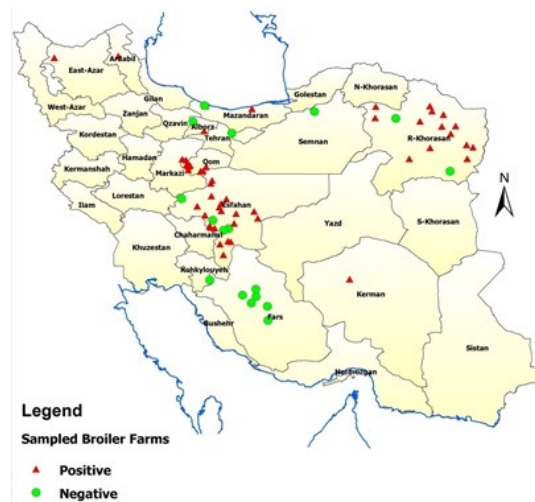 Ardabil
East-Azar
N-Khorasan
Golestan
Gilan
West-Azar
Mazandaran
Zanjan
Qzavin
Alborz
R-Khorasan
Tehran
Semnan
Kordestan
Hamadan
Qom
Kermanshah
Markazi
Lorestan
Esfahan
S-Khorasan
Ilam
Yazd
Chaharmahal
Khuzestan
Kohkylouyeh
Kerman
Fars
Bushehr
Sistan
Hormozgan
N
Legend
Sampled Broiler Farms
Positive
Negative